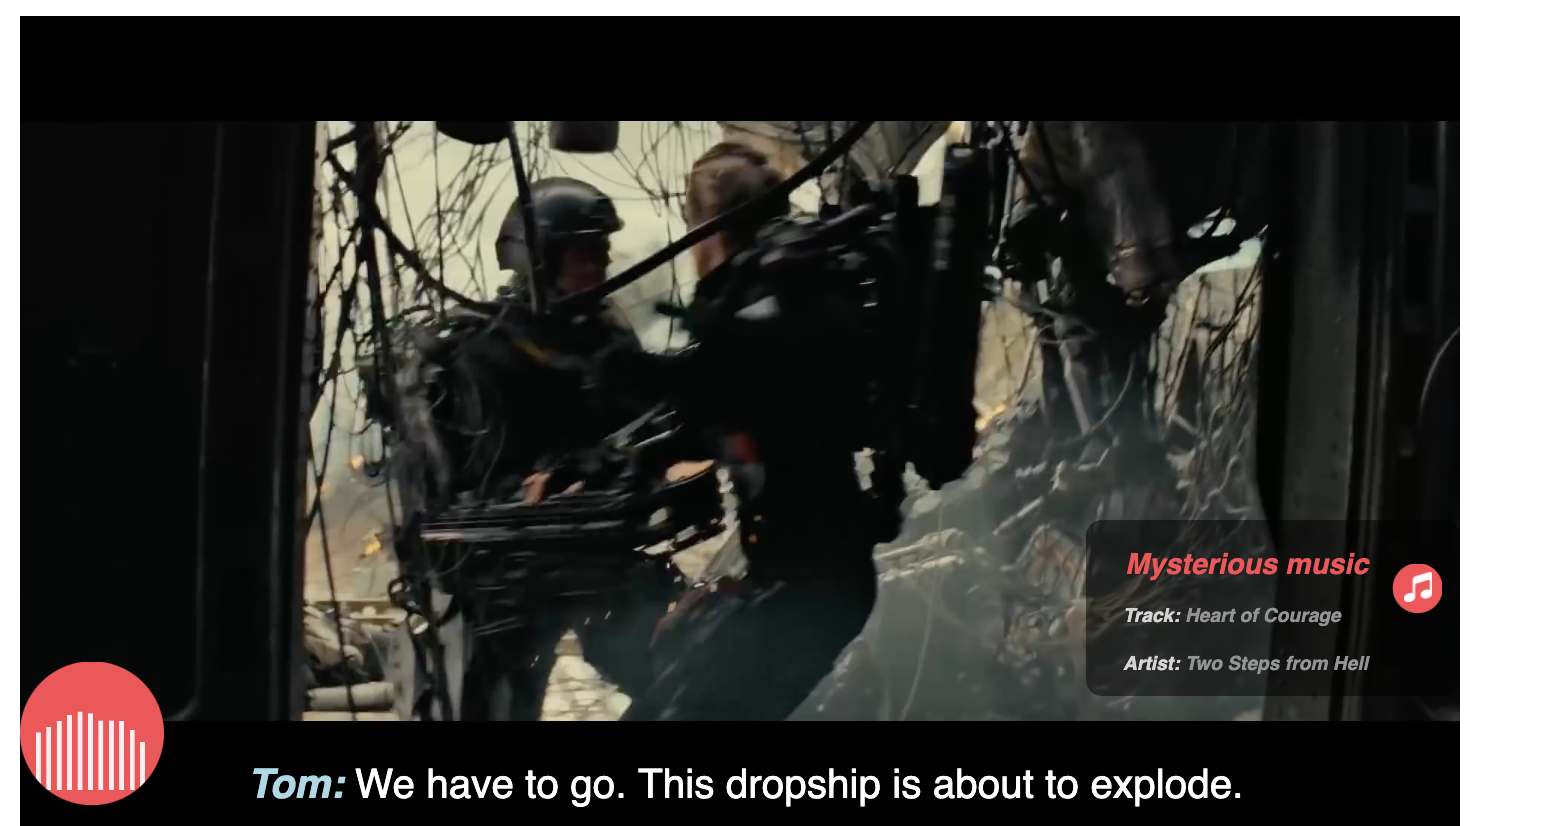 Mysterious music
Track: Heart of Courage
Artist: Two Steps from Hell
Tom: We have to go. This dropship is about to explode.